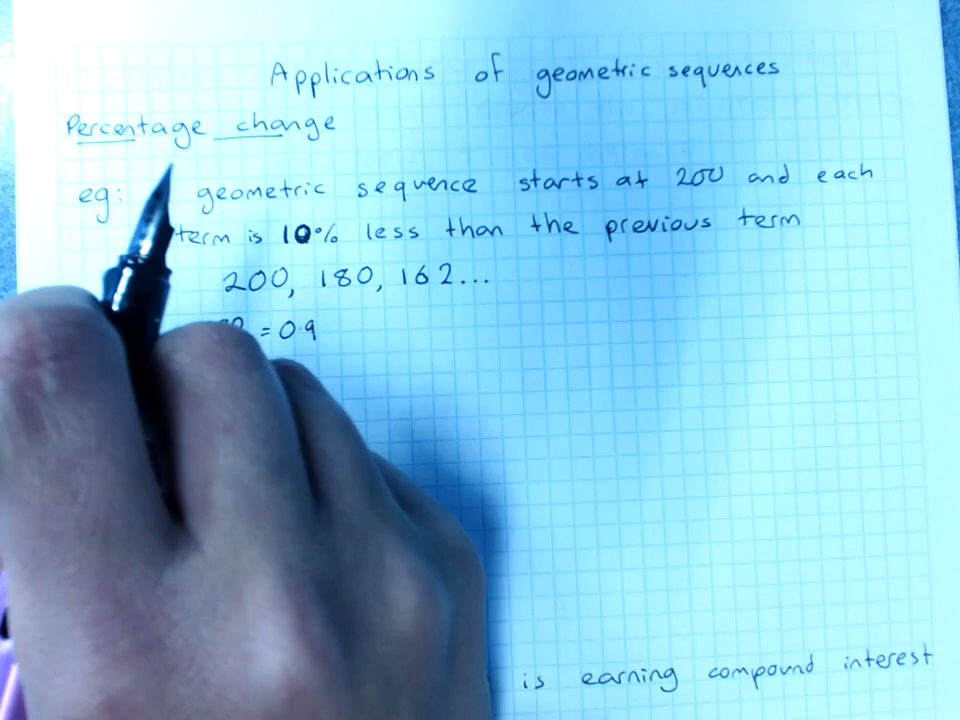 Applications of geometric sequences
Percentage change
eg: geometric sequence starts at 200 and each
term is 10% less than the previous term
200, 180, 162...
= 0.9
is earning compound interest